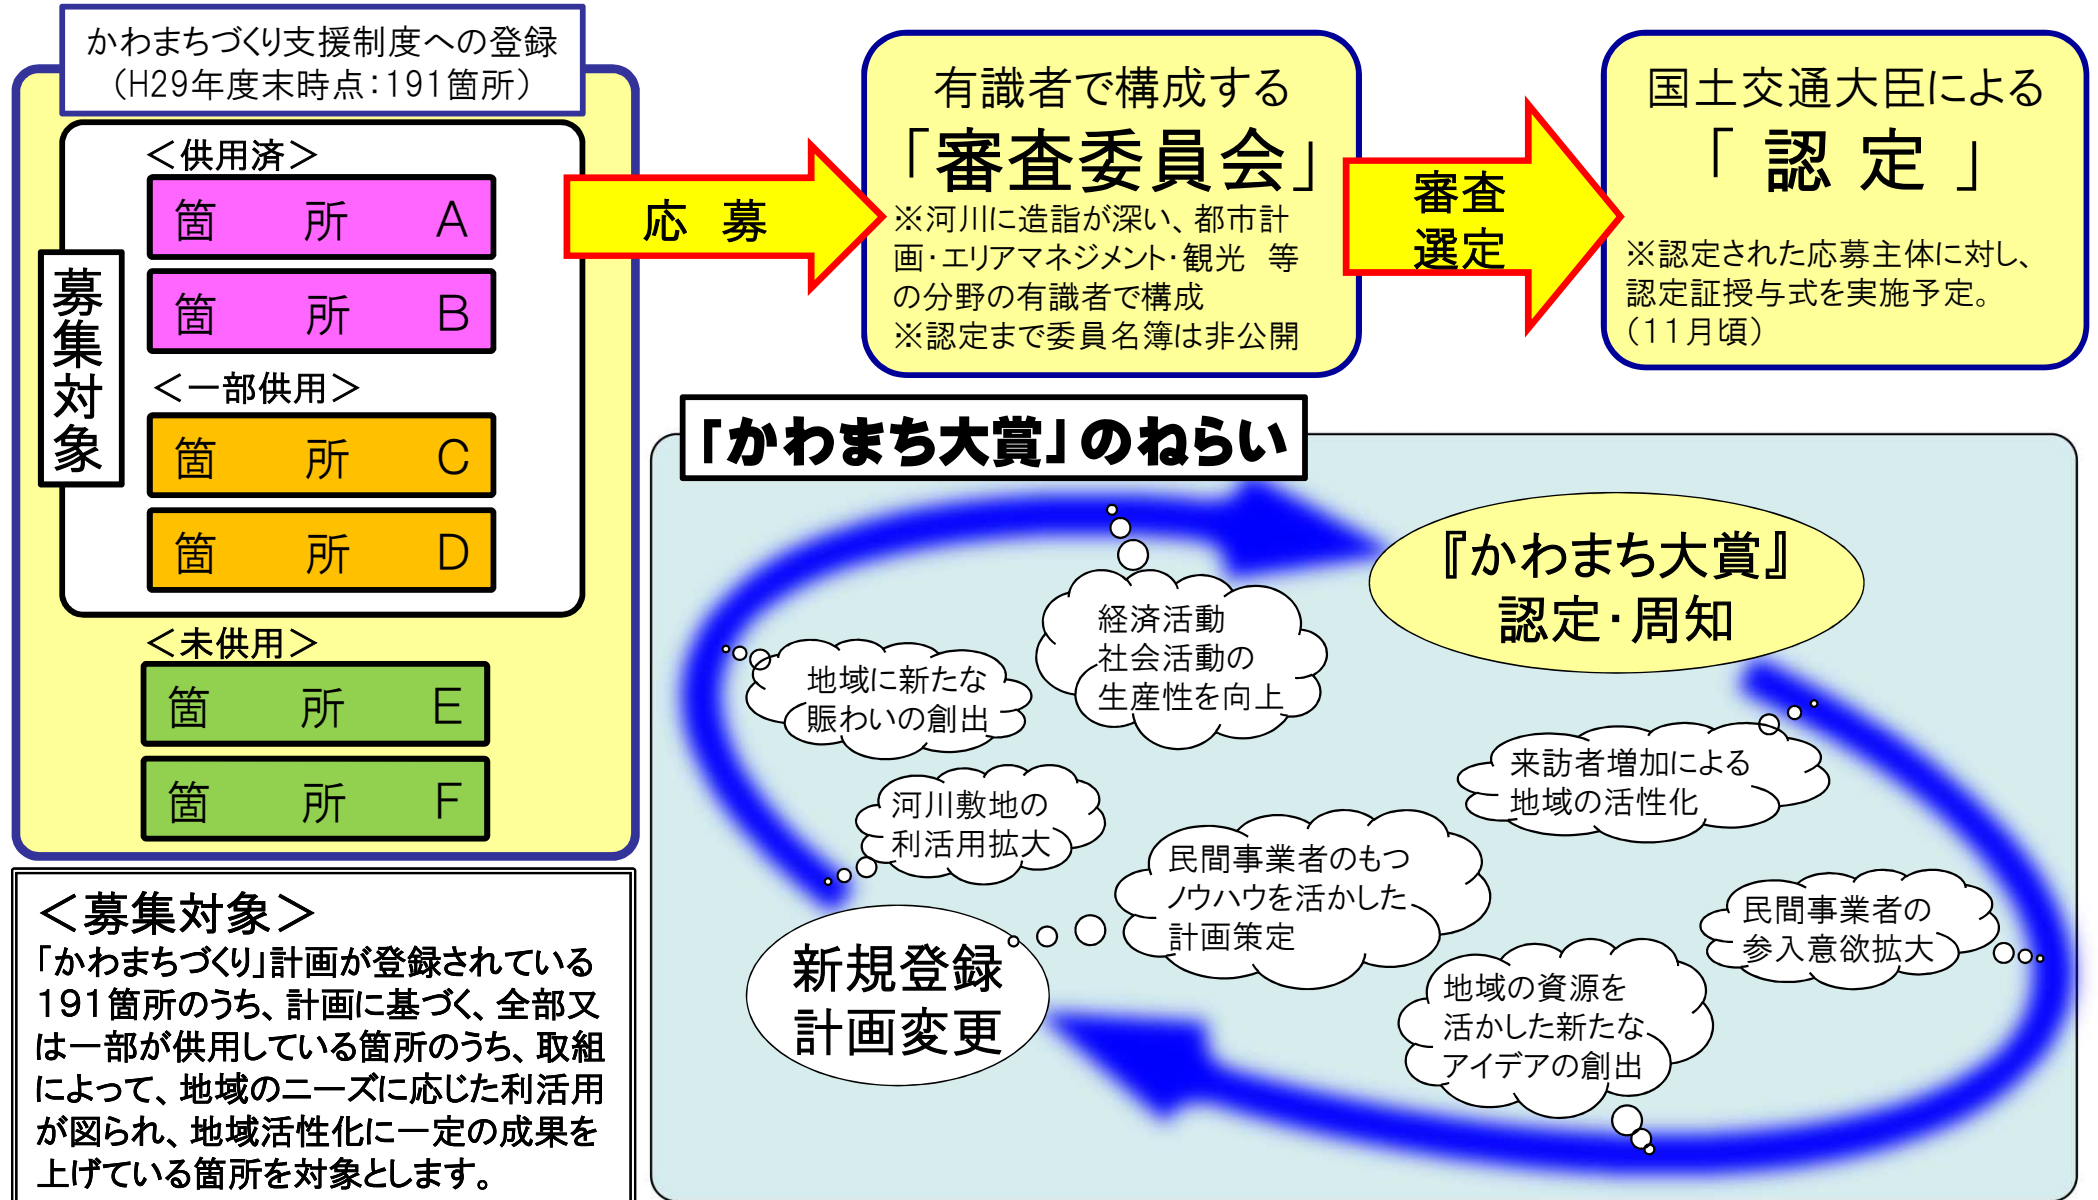 かわまちづくり支援制度への登録
（H29年度末時点：191箇所）
募集対象
＜供用済＞
箇所A
箇所B
＜一部供用＞
箇所C
箇所D
＜未供用＞
箇所E
箇所F
応募
有識者で構成する
「審査委員会」
※河川に造詣が深い、都市計
画・エリアマネジメント・観光　等
の分野の有識者で構成
※認定まで委員名簿は非公開
審査
選定
国土交通大臣による
「認定」
※認定された応募主体に対し、
認定証授与式を実施予定。
（11月頃）
＜募集対象＞
「かわまちづくり」計画が登録されている
191箇所のうち、計画に基づく、全部又
は一部が供用している箇所のうち、取組
によって、地域のニーズに応じた利活用
が図られ、地域活性化に一定の成果を
上げている箇所を対象とします。
「かわまち大賞」のねらい
『かわまち大賞』
認定・周知
経済活動
社会活動の
生産性を向上
地域に新たな
賑わいの創出
河川敷地の
利活用拡大
来訪者増加による
地域の活性化
民間事業者のもつ
ノウハウを活かした
計画策定
民間事業者の
参入意欲拡大
地域の資源を
活かした新たな
アイデアの創出
新規登録
計画変更